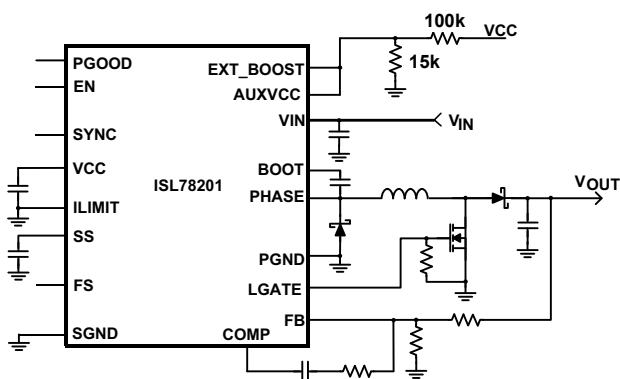 100k
VCC
15k
PGOOD
EN
SYNC
VCC
ILIMIT
SS
FS
SGND
ISL78201
EXT_BOOST
AUXVCC
VIN
BOOT
PHASE
PGND
LGATE
FB
COMP
VIN
VOUT